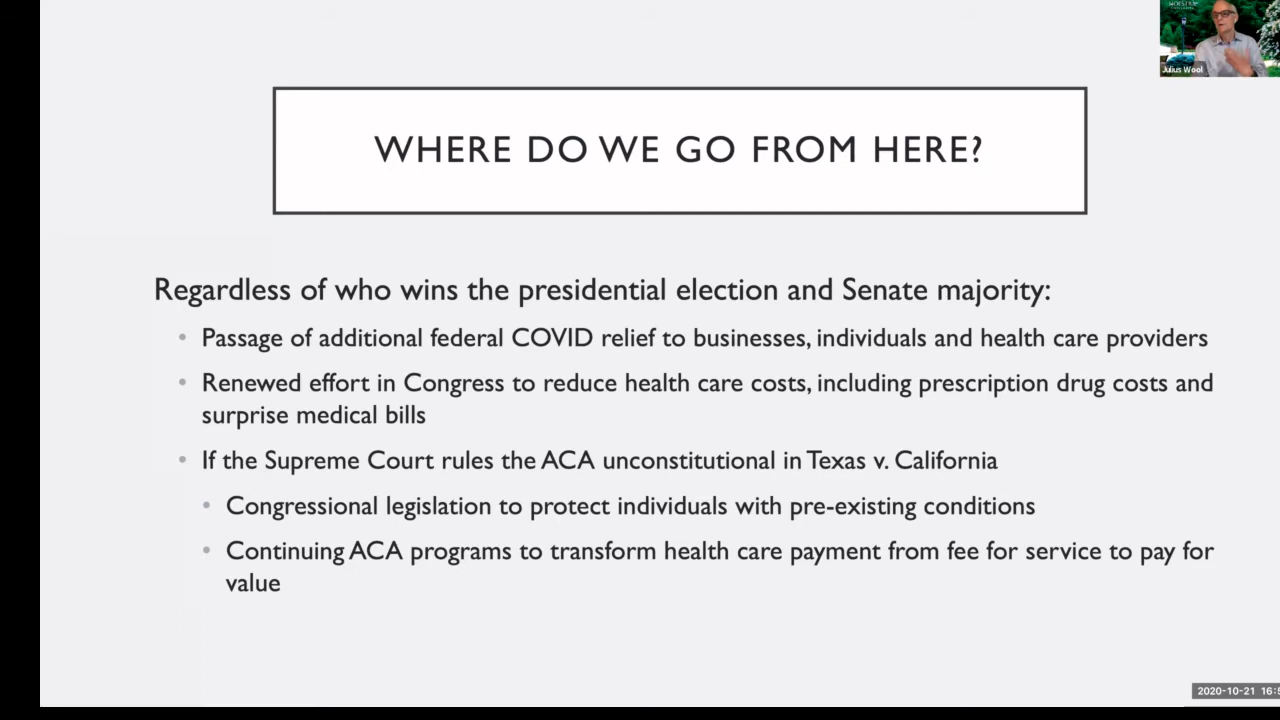 HOFSTRA
Julius Wool
WHERE DO WE GO FROM HERE?
Regardless of who wins the presidential election and Senate majority:
• Passage of additional federal COVID relief to businesses, individuals and health care providers
• Renewed effort in Congress to reduce health care costs, including prescription drug costs and
surprise medical bills
• If the Supreme Court rules the ACA unconstitutional in Texas v. California
• Congressional legislation to protect individuals with pre-existing conditions
• Continuing ACA programs to transform health care payment from fee for service to pay for
value
2020-10-21 16:5